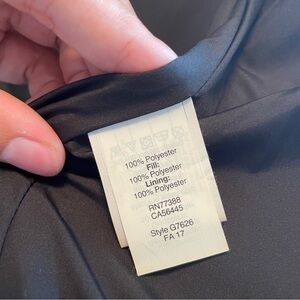 100% Polyester
Fill:
100% Polyester
Lining:
100% Polyester
RN77388
CA56445
Style G7626
FA 17